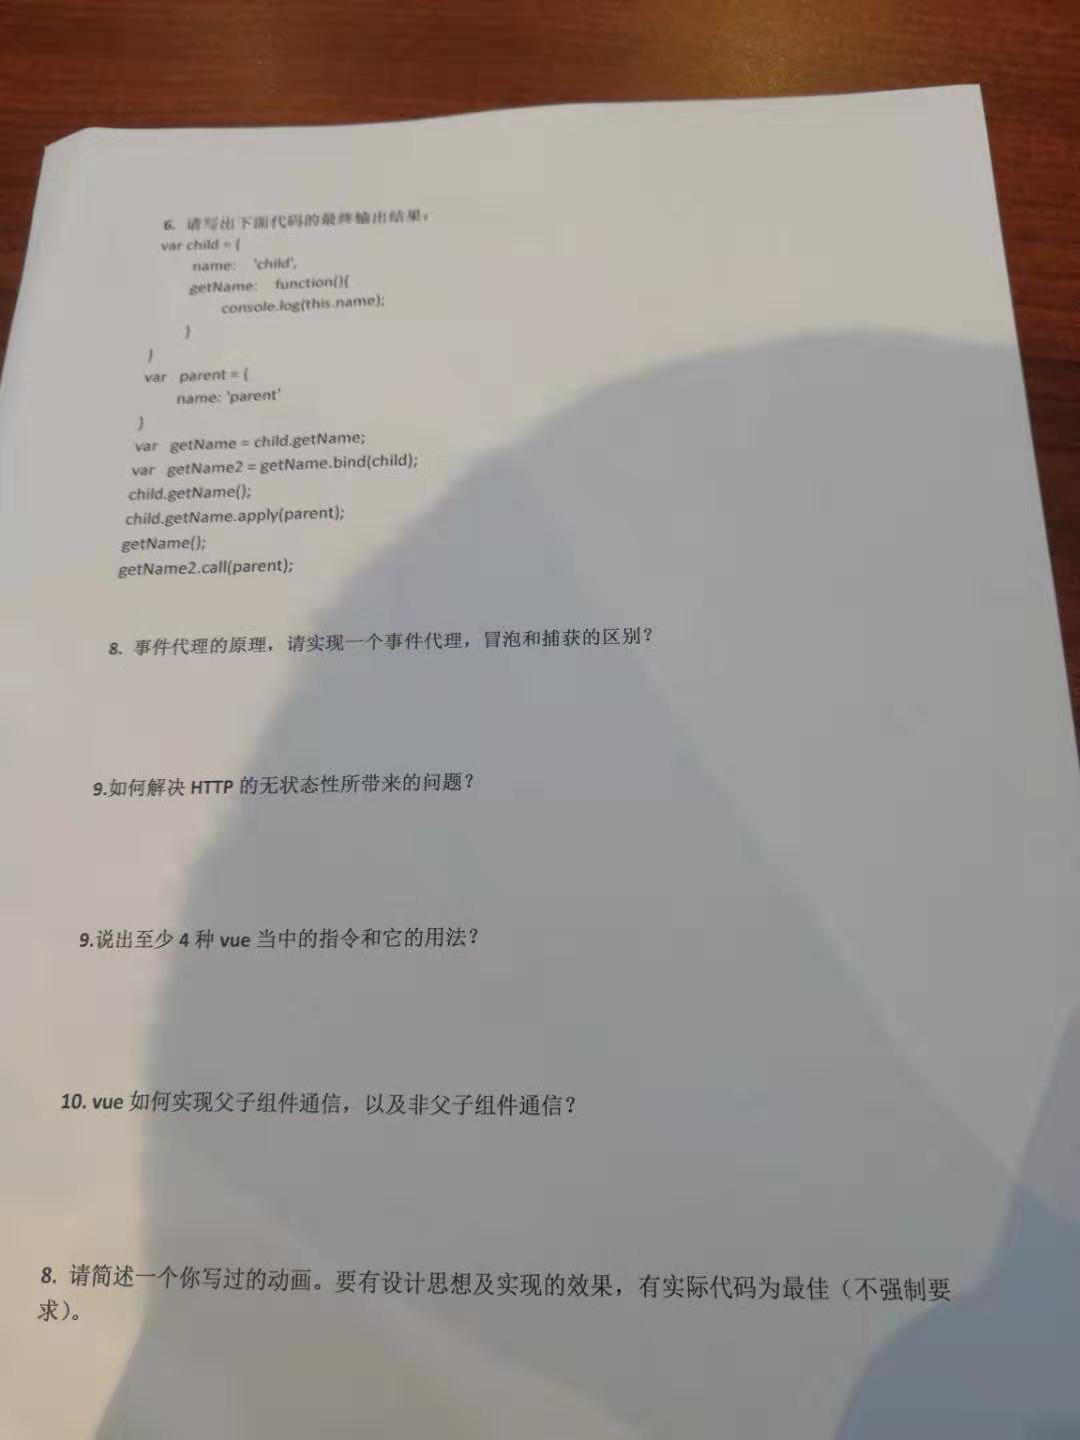 6. 请写出下面代码的最终输出结果：
var child = {
name: 'child',
getName: function(){
console.log(this.name);
}
}
var parent = {
name: 'parent'
}
var getName = child.getName;
var getName2 = getName.bind(child);
child.getName();
child.getName.apply(parent);
getName();
getName2.call(parent);
8. 事件代理的原理，请实现一个事件代理，冒泡和捕获的区别？
9.如何解决 HTTP 的无状态性所带来的问题？
9.说出至少 4 种 vue 当中的指令和它的用法？
10. vue 如何实现父子组件通信，以及非父子组件通信？
8. 请简述一个你写过的动画。要有设计思想及实现的效果，有实际代码为最佳（不强制要
求）。